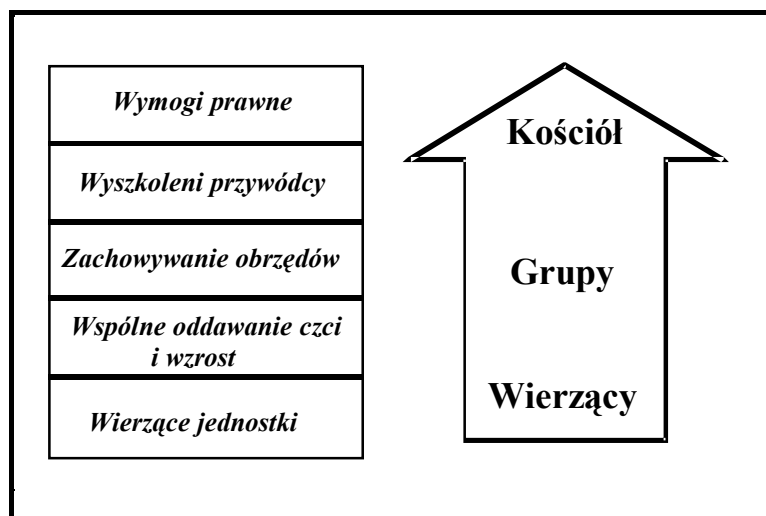 Wymogi prawne
Wyszkoleni przywódcy
Zachowywanie obrzędów
Wspólne oddawanie czci
i wzrost
Wierzące jednostki
Kościół
Grupy
Wierzący